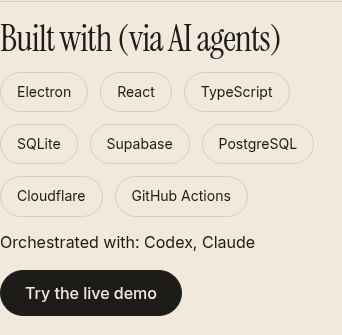 Built with (via AI agents)
Electron React TypeScript
SQLite Supabase PostgreSQL
Cloudflare GitHub Actions
Orchestrated with: Codex, Claude
Try the live demo